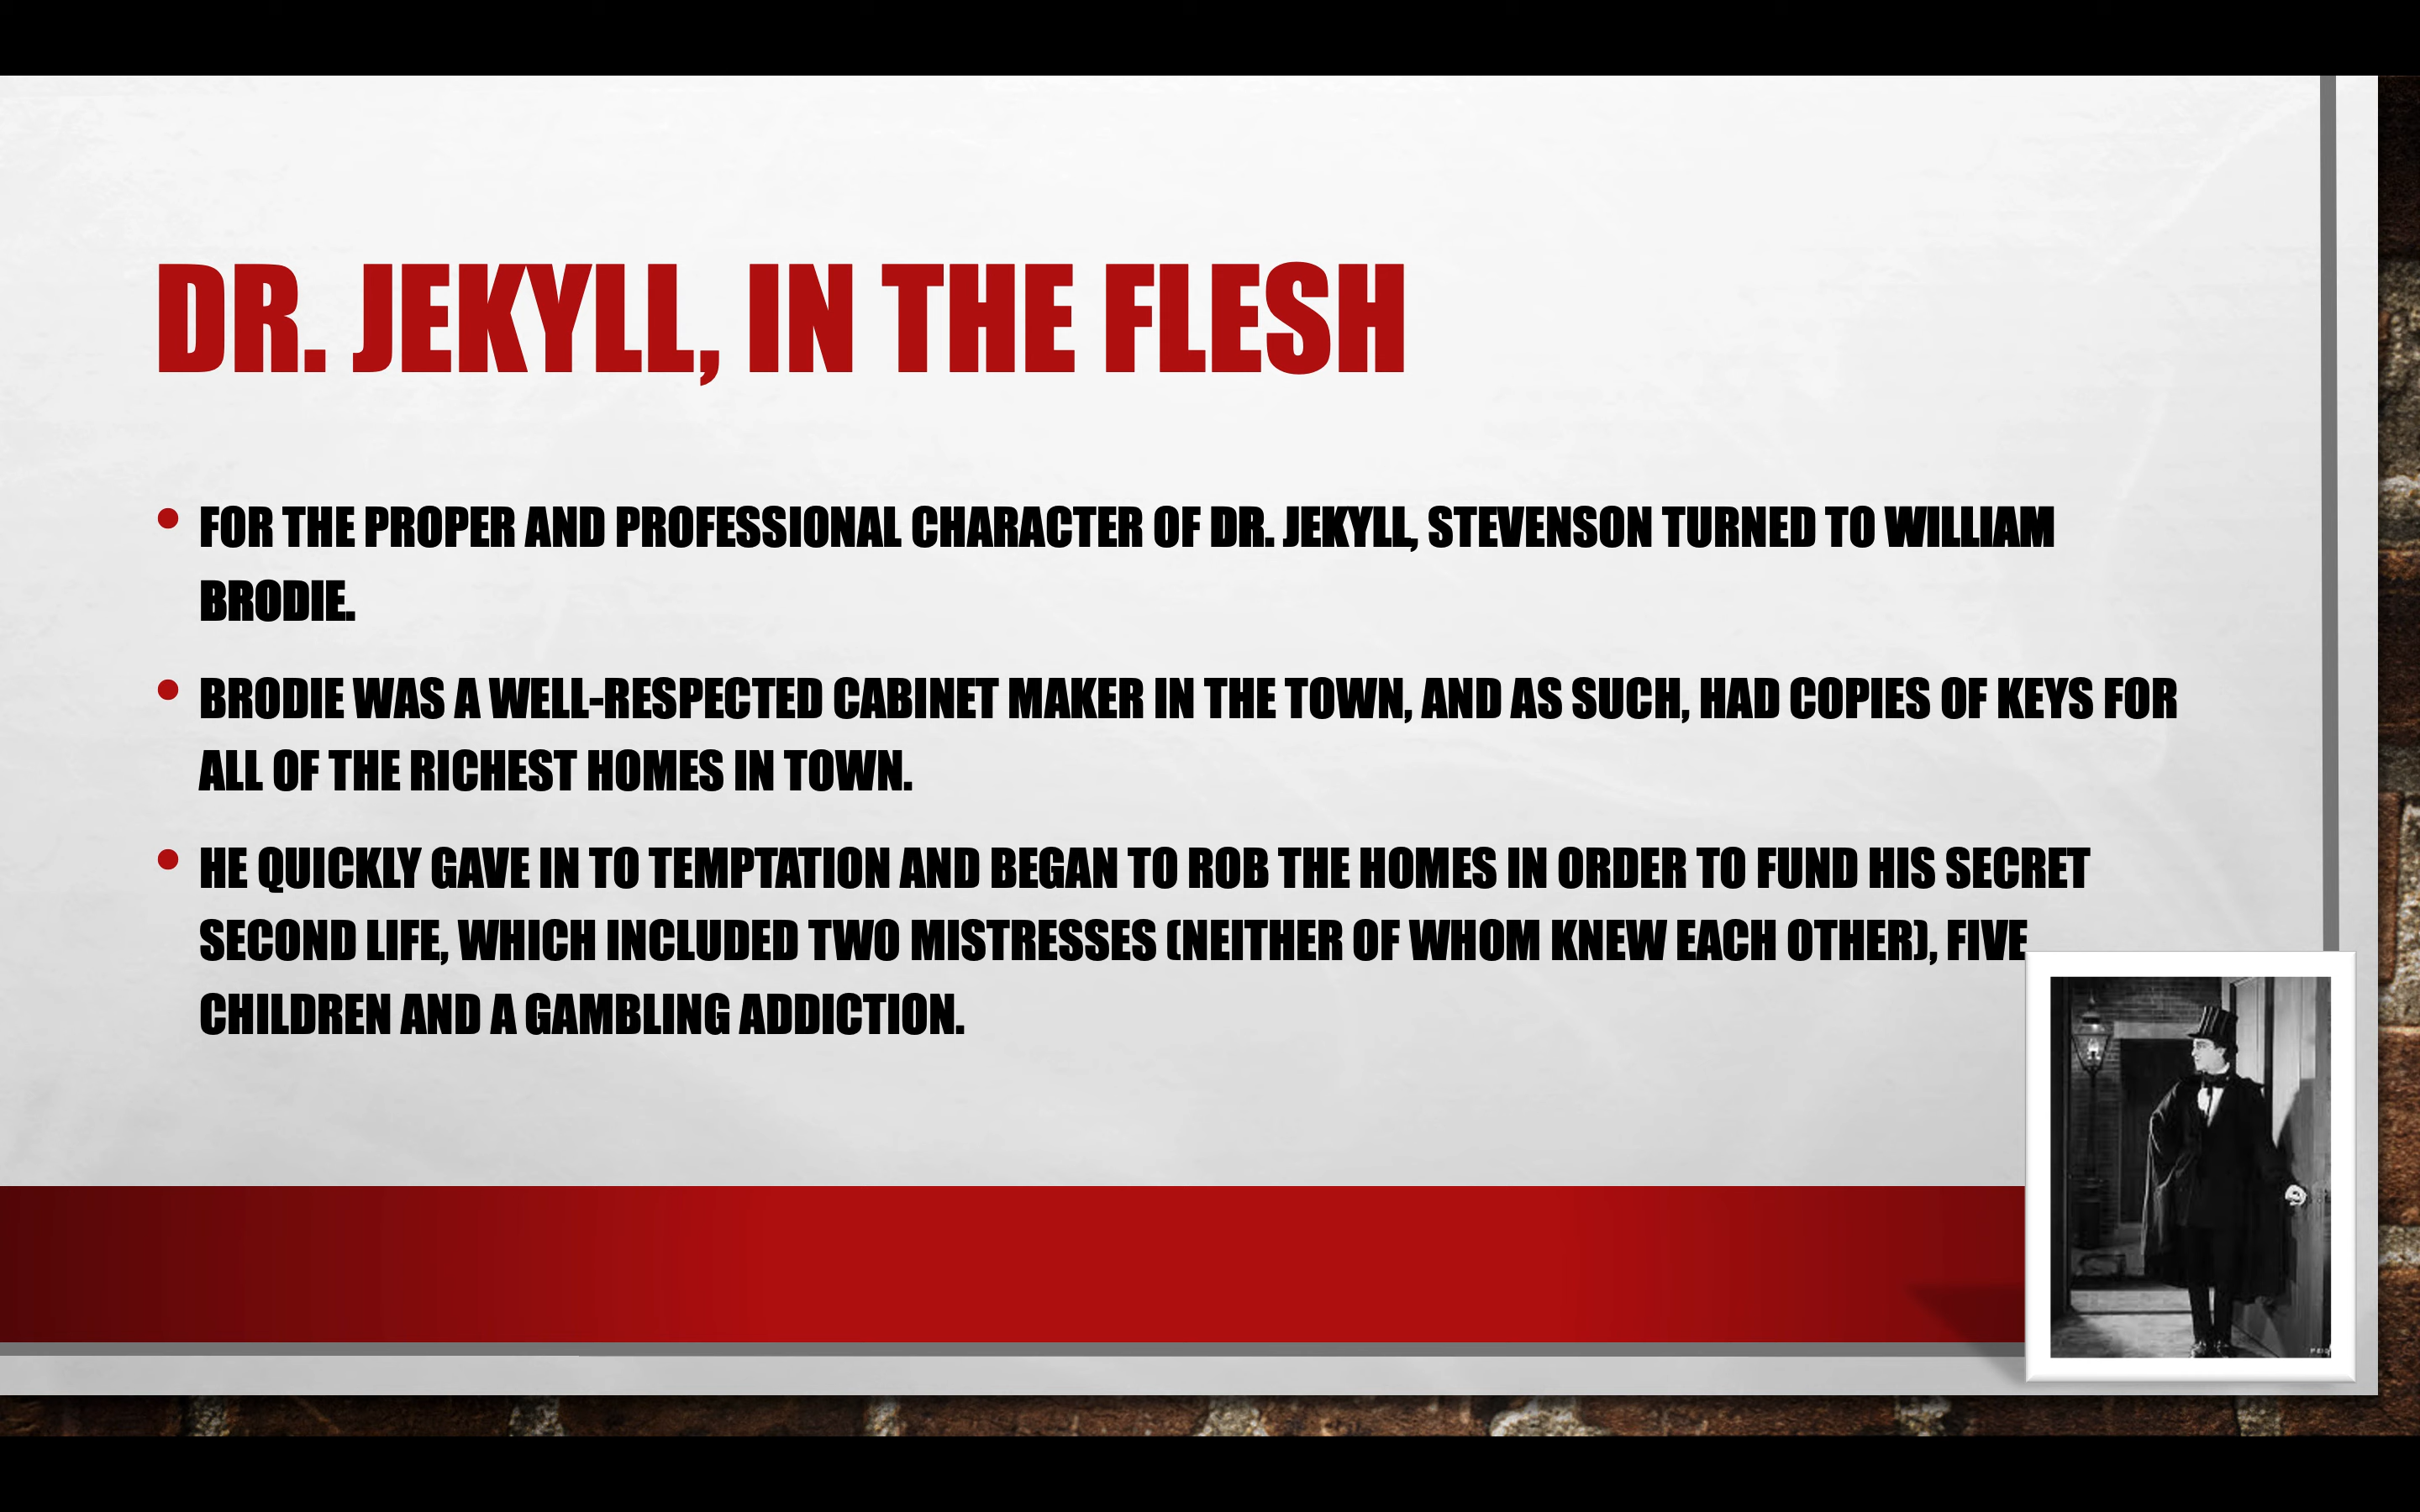 DR. JEKYLL, IN THE FLESH
• FOR THE PROPER AND PROFESSIONAL CHARACTER OF DR. JEKYLL, STEVENSON TURNED TO WILLIAM
BRODIE.
• BRODIE WAS A WELL-RESPECTED CABINET MAKER IN THE TOWN, AND AS SUCH, HAD COPIES OF KEYS FOR
ALL OF THE RICHEST HOMES IN TOWN.
• HE QUICKLY GAVE IN TO TEMPTATION AND BEGAN TO ROB THE HOMES IN ORDER TO FUND HIS SECRET
SECOND LIFE, WHICH INCLUDED TWO MISTRESSES (NEITHER OF WHOM KNEW EACH OTHER), FIVE
CHILDREN AND A GAMBLING ADDICTION.